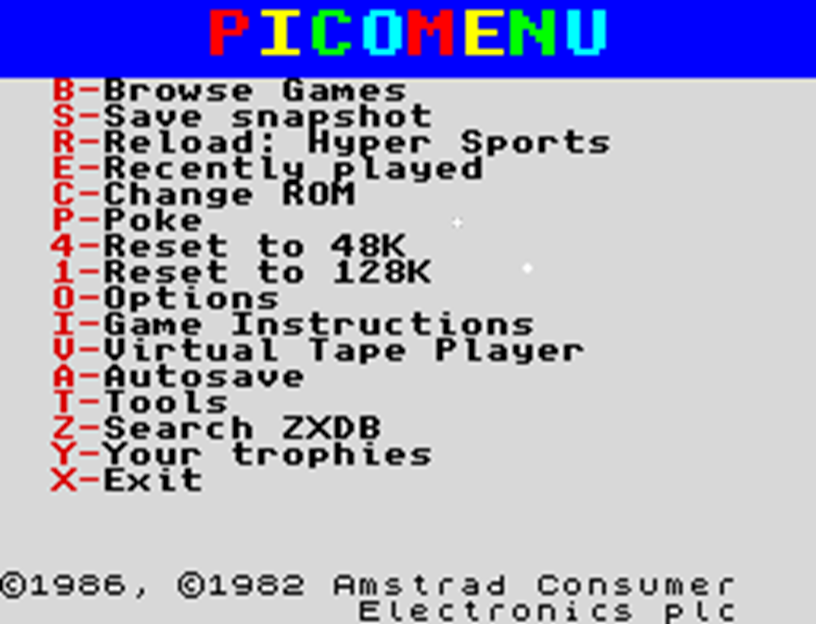 PICOMENU
B-Browse Games
S-Save snapshot
R-Reload: Hyper Sports
E-Recently played
C-Change ROM
P-Poke
4-Reset to 48K
1-Reset to 128K
O-Options
I-Game Instructions
V-Virtual Tape Player
A-Autosave
T-Tools
Z-Search ZXDB
Y-Your trophies
X-Exit
©1986, ©1982 Amstrad Consumer
Electronics plc